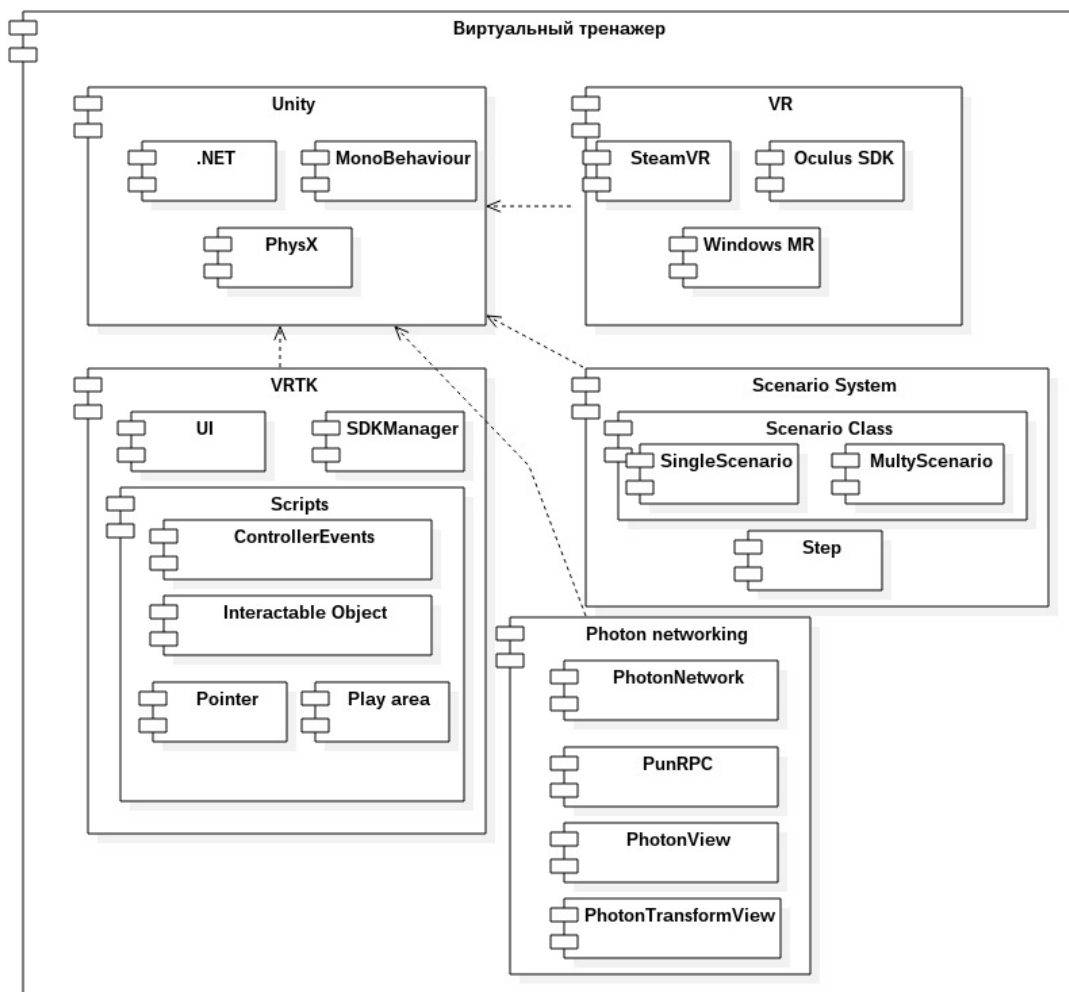 Виртуальный тренажер
Unity
.NET
MonoBehaviour
PhysX
VR
SteamVR
Oculus SDK
Windows MR
VRTK
UI
SDKManager
Scripts
ControllerEvents
Interactable Object
Pointer
Play area
Scenario System
Scenario Class
SingleScenario
MultyScenario
Step
Photon networking
PhotonNetwork
PunRPC
PhotonView
PhotonTransformView